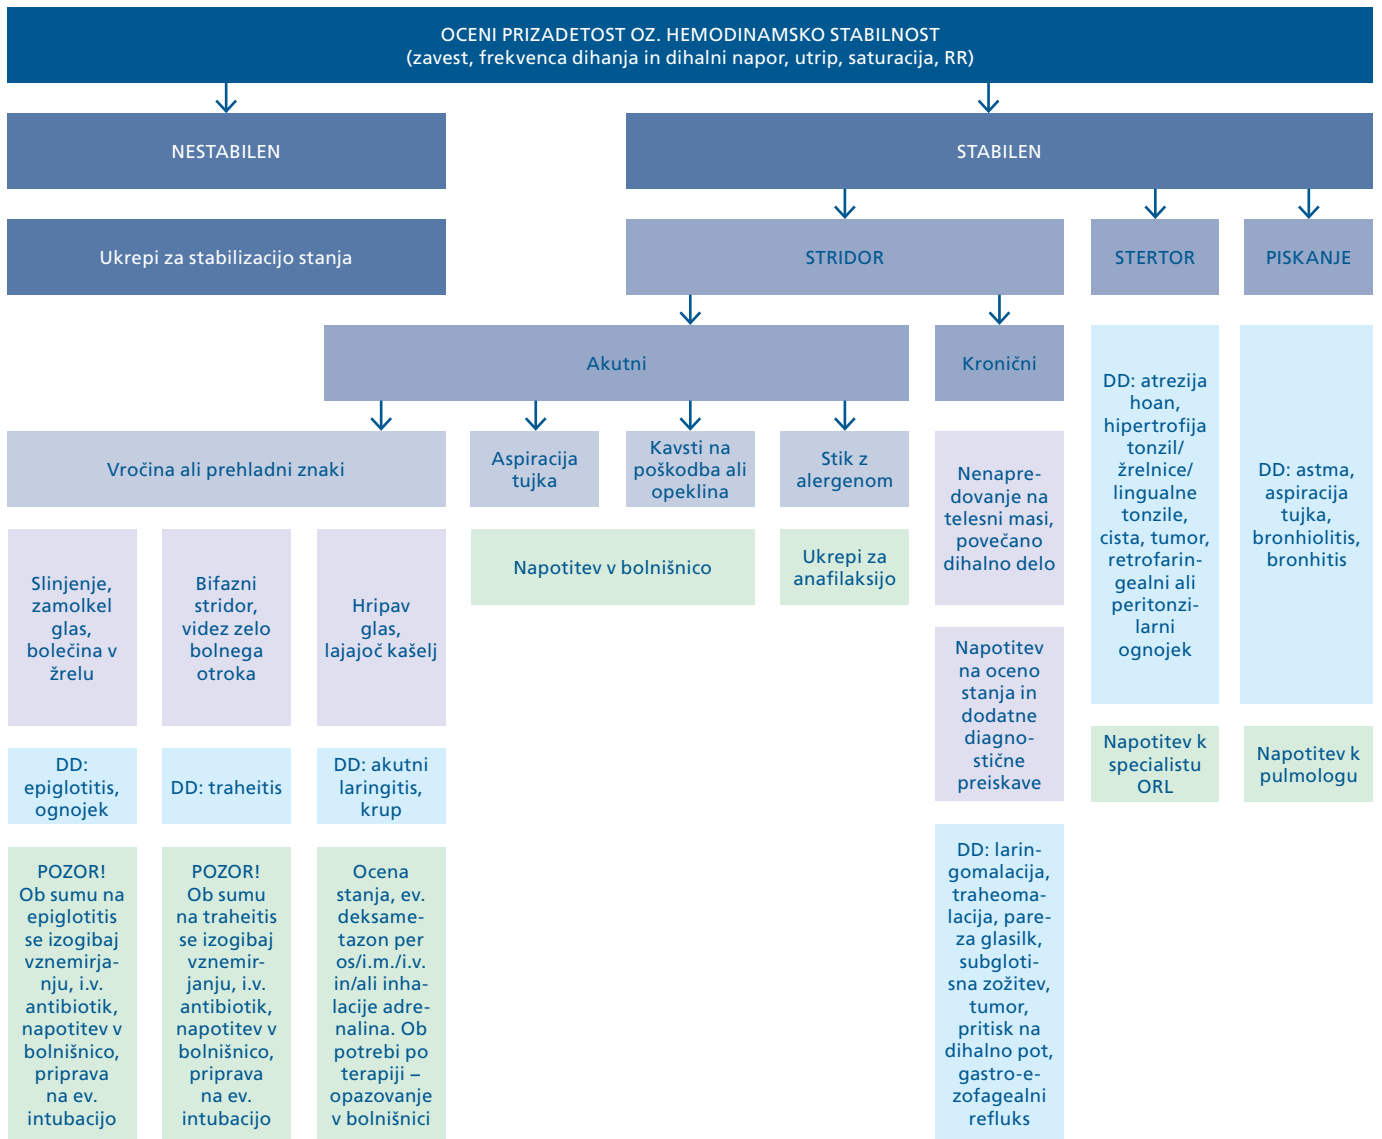 OCENI PRIZADETOST OZ. HEMODINAMSKO STABILNOST
(zavest, frekvenca dihanja in dihalni napor, utrip, saturacija, RR)
NESTABILEN
STABILEN
Ukrepi za stabilizacijo stanja
STRIDOR
STERTOR
PISKANJE
Akutni
Kronični
Vročina ali prehladni znaki
Aspiracija
tujka
Kavsti na
poškodba ali
opeklina
Stik z
alergenom
Slinjenje,
zamolkel
glas,
bolečina v
žrelu
Bifazni
stridor,
videz zelo
bolnega
otroka
Hripav
glas,
lajajoč kašelj
Napotitev v bolnišnico
Ukrepi za
anafilaksijo
Nenapre-
dovanje na
telesni masi,
povečano
dihalno delo
DD: atrezija
hoan,
hipertrofija
tonzil/
žrelnice/
lingualne
tonzile,
cista, tumor,
retrofarin-
gealni ali
peritonzi-
larni
ognojek
DD: astma,
aspiracija
tujka,
bronhiolitis,
bronhitis
Napotitev
na oceno
stanja in
dodatne
diagno-
stične
preiskave
Napotitev k
specialistu
ORL
Napotitev k
pulmologu
DD:
epiglotitis,
ognojek
DD: traheitis
DD: akutni
laringitis,
krup
POZOR!
Ob sumu na
epiglotitis
se izogibaj
vznemirja-
nju, i.v.
antibiotik,
napotitev v
bolnišnico,
priprava
na ev.
intubacijo
POZOR!
Ob sumu
na traheitis
se izogibaj
vznemir-
janju, i.v.
antibiotik,
napotitev v
bolnišnico,
priprava
na ev.
intubacijo
Ocena
stanja, ev.
deksame-
tazon per
os/i.m./i.v.
in/ali inha-
lacije adre-
nalina. Ob
potrebi po
terapiji –
opazovanje
v bolnišnici
DD: larin-
gomalacija,
traheoma-
lacija, pare-
za glasilk,
subgloti-
sna zožitev,
tumor,
pritisk na
dihalno pot,
gastro-e-
zofagealni
refluks